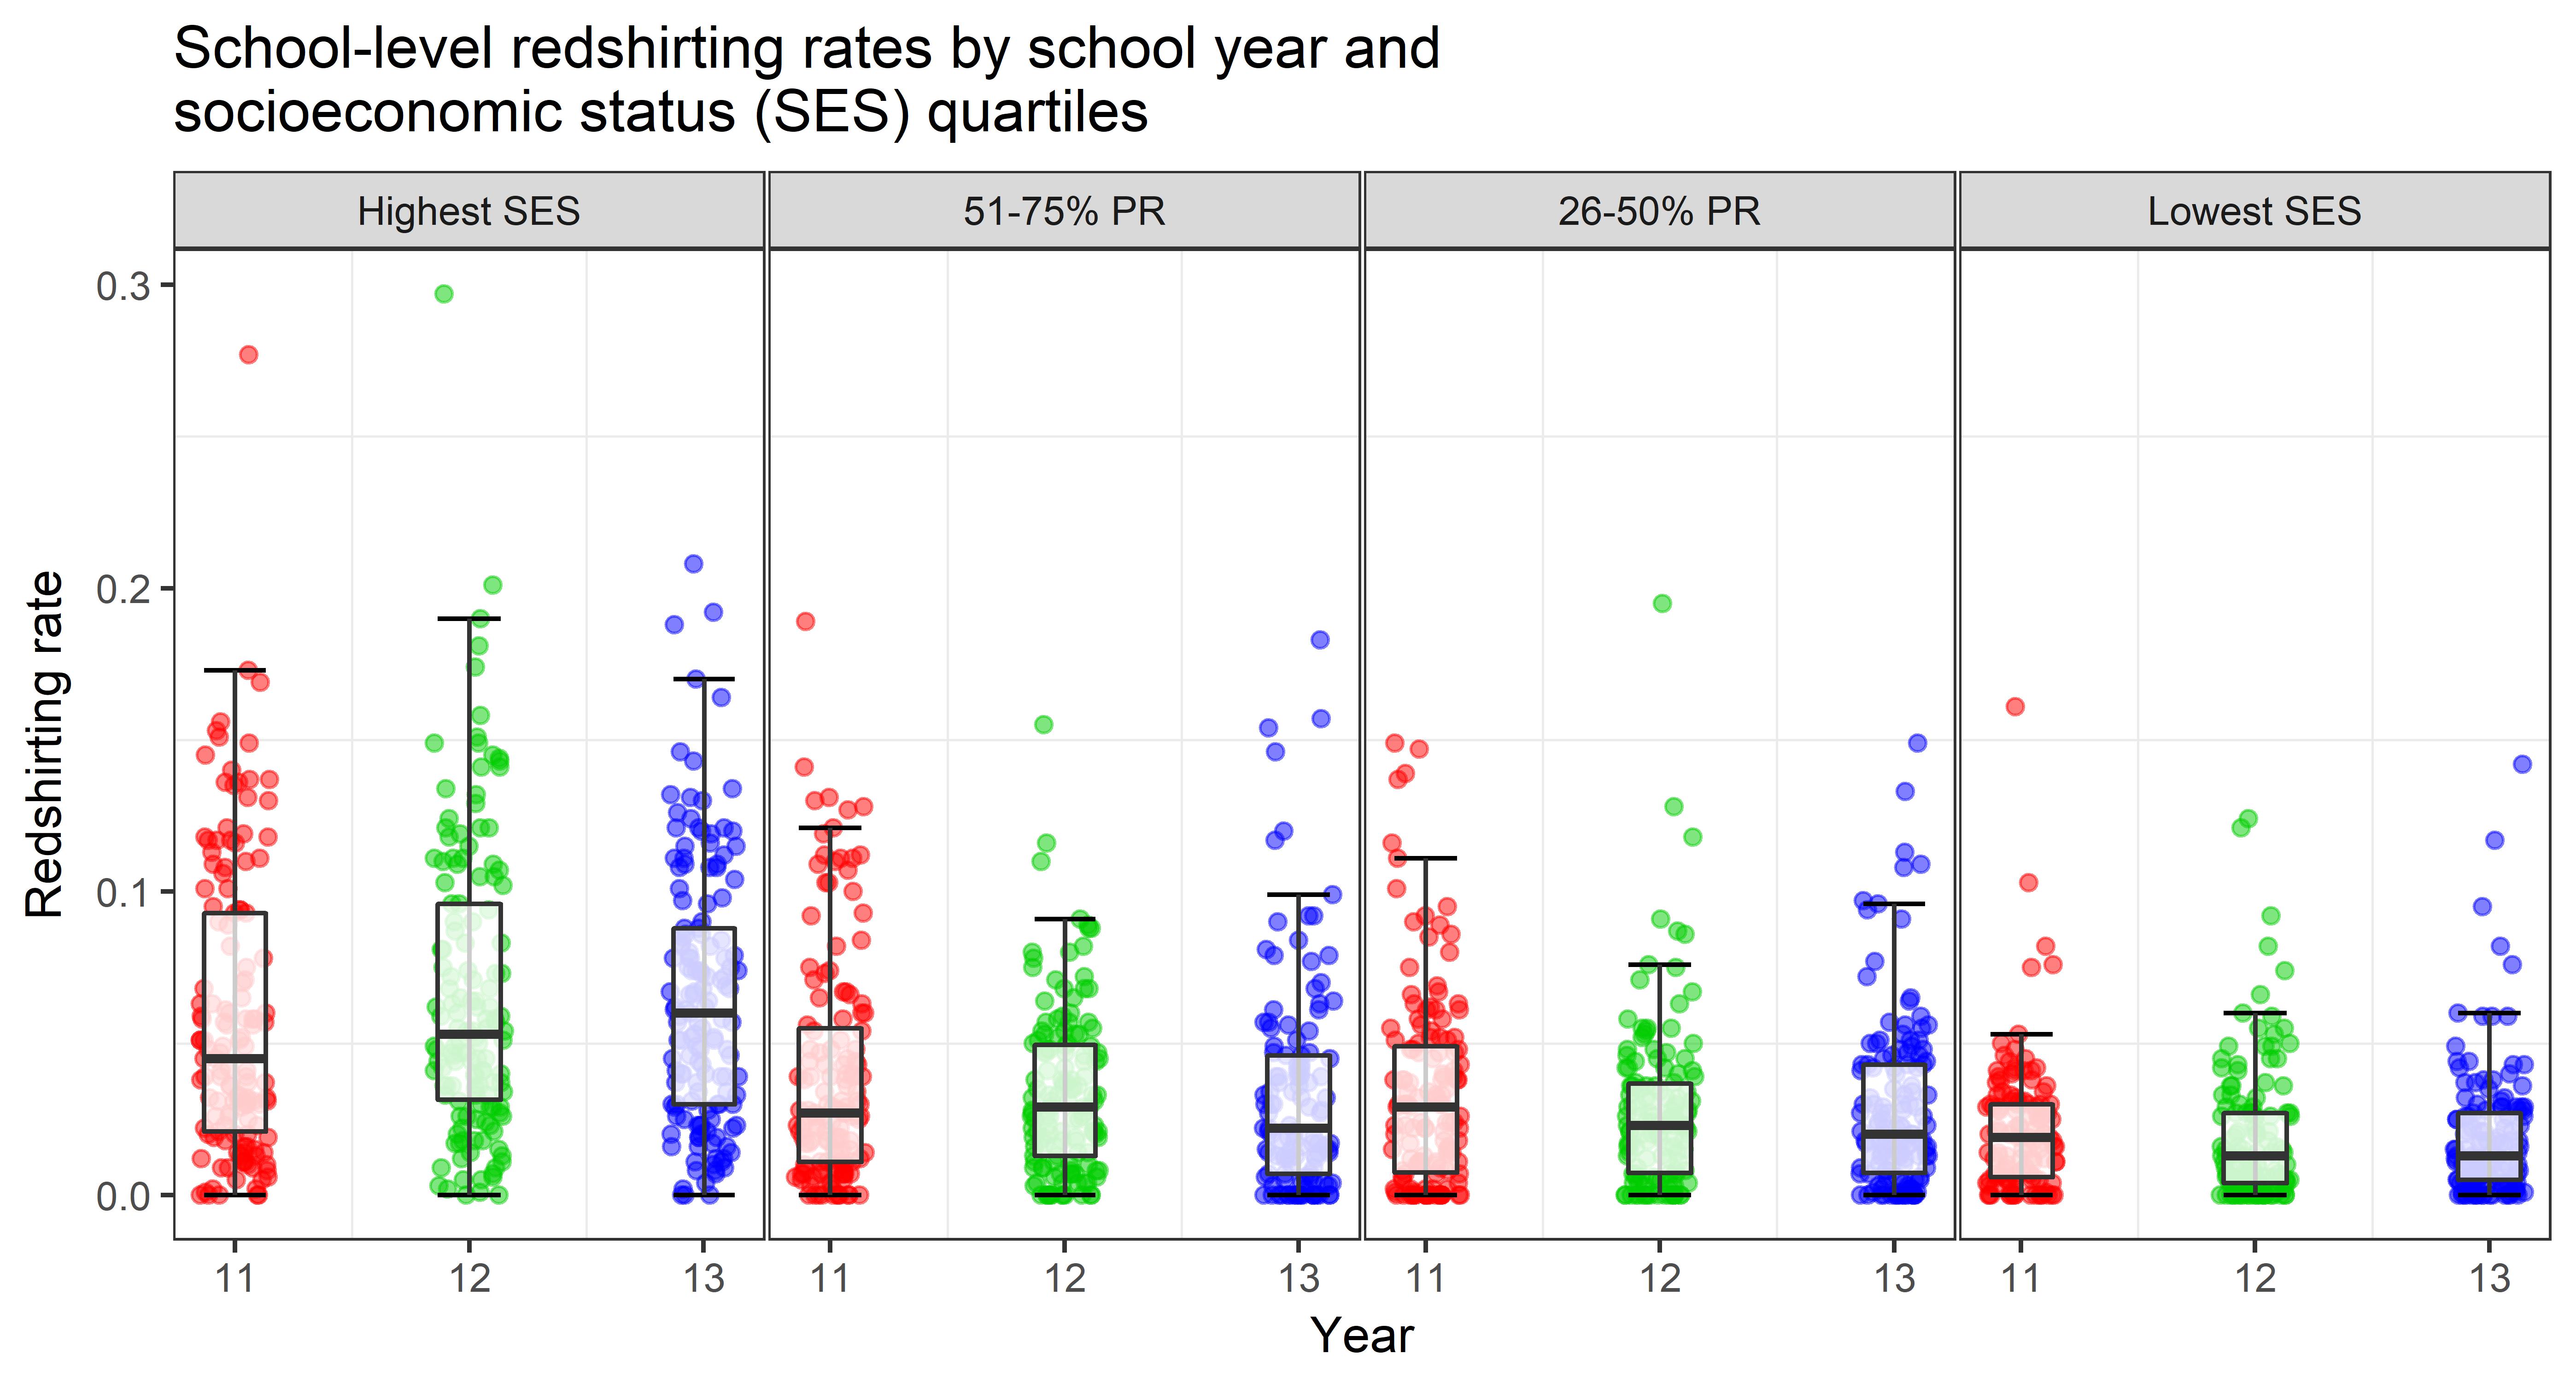 School-level redshirting rates by school year and
socioeconomic status (SES) quartiles
Highest SES
51-75% PR
26-50% PR
Lowest SES
Redshirting rate
0.3
0.2
0.1
0.0
11 12 13 11 12 13 11 12 13 11 12 13
Year